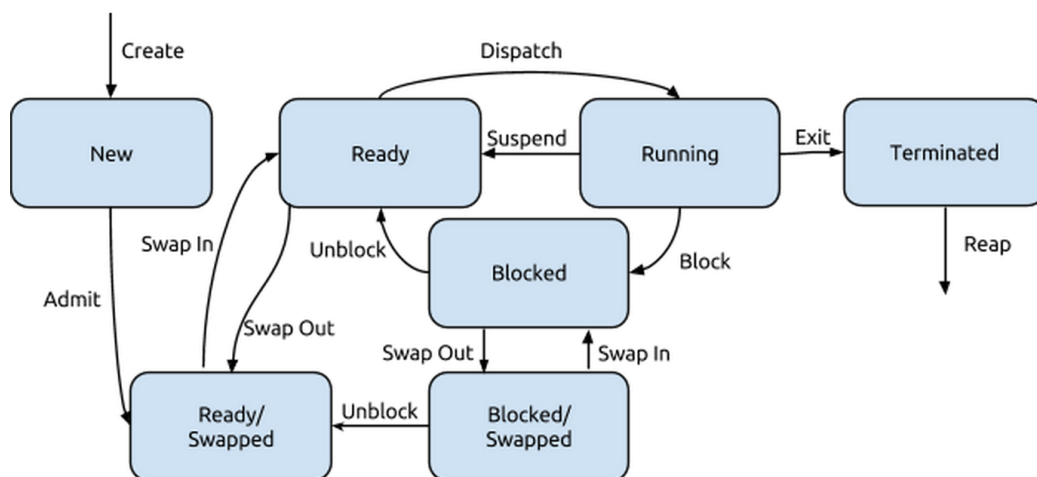 Create
Dispatch
New
Ready
Suspend
Running
Exit
Terminated
Swap In
Unblock
Blocked
Block
Reap
Admit
Swap Out
Swap Out
Swap In
Ready/
Swapped
Unblock
Blocked/
Swapped